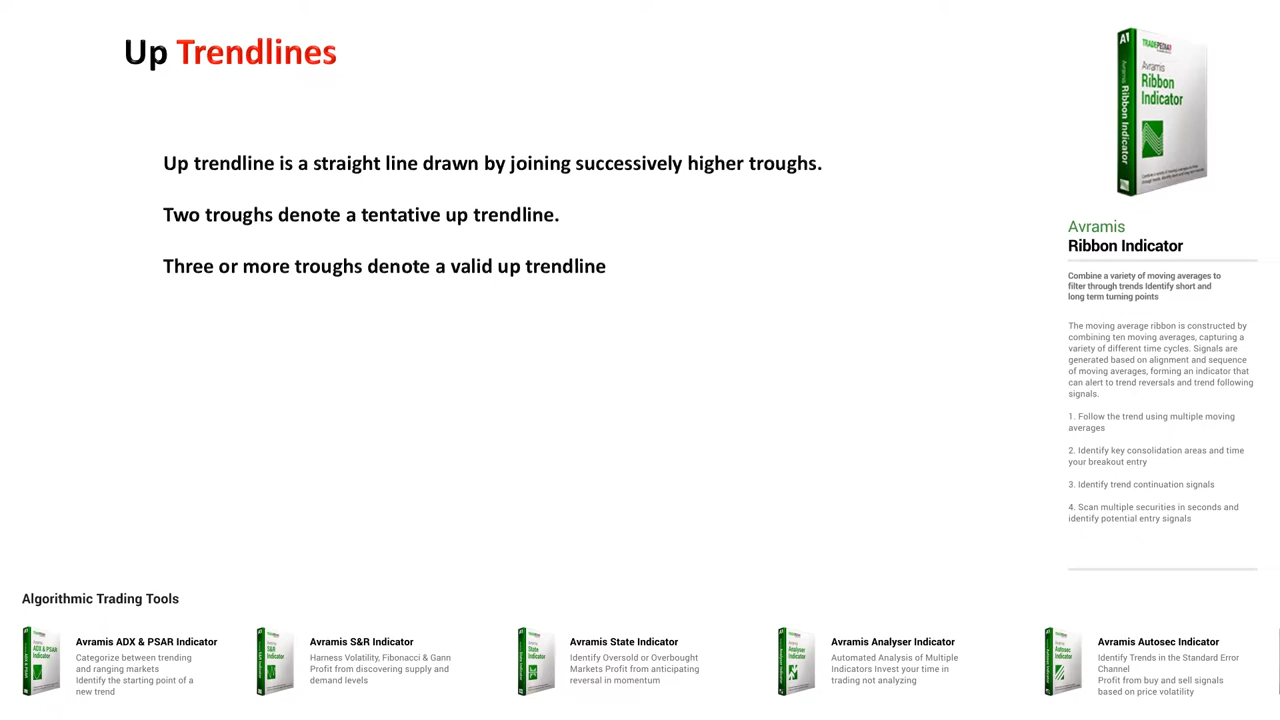 Up Trendlines
Up trendline is a straight line drawn by joining successively higher troughs.
Two troughs denote a tentative up trendline.
Three or more troughs denote a valid up trendline
A1
TRADEPEDIA
Avramis
Ribbon Indicator
Avramis Ribbon Indicator
Avramis
Ribbon Indicator
Combine a variety of moving averages to
filter through trends Identify short and
long term turning points
The moving average ribbon is constructed by
combining ten moving averages, capturing a
variety of different time cycles. Signals are
generated based on alignment and sequence
of moving averages, forming an indicator that
can alert to trend reversals and trend following
signals.
1. Follow the trend using multiple moving
averages
2. Identify key consolidation areas and time
your breakout entry
3. Identify trend continuation signals
4. Scan multiple securities in seconds and
identify potential entry signals
Algorithmic Trading Tools
Avramis ADX & PSAR Indicator
Categorize between trending
and ranging markets
Identify the starting point of a
new trend
Avramis S&R Indicator
Harness Volatility, Fibonacci & Gann
Profit from discovering supply and
demand levels
Avramis State Indicator
Identify Oversold or Overbought
Markets Profit from anticipating
reversal in momentum
Avramis Analyser Indicator
Automated Analysis of Multiple
Indicators Invest your time in
trading not analyzing
Avramis Autosec Indicator
Identify Trends in the Standard Error
Channel
Profit from buy and sell signals
based on price volatility